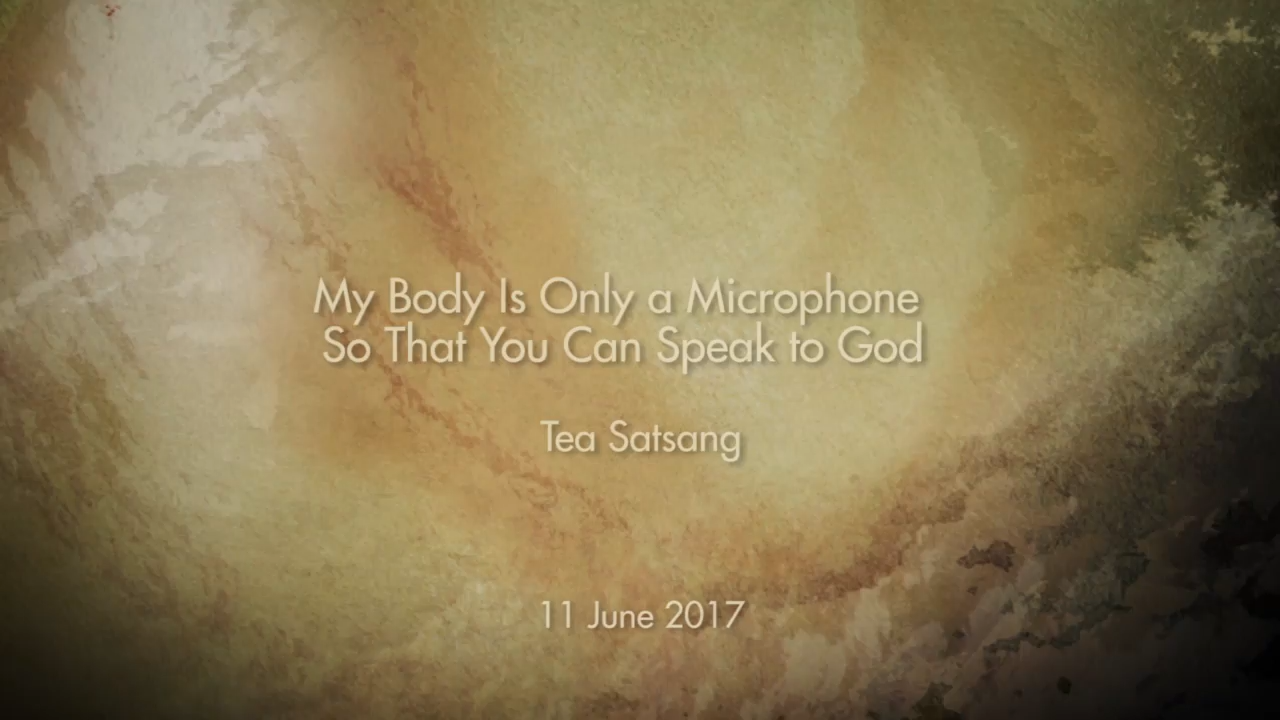 My Body Is Only a Microphone
So That You Can Speak to God
Tea Satsang
11 June 2017